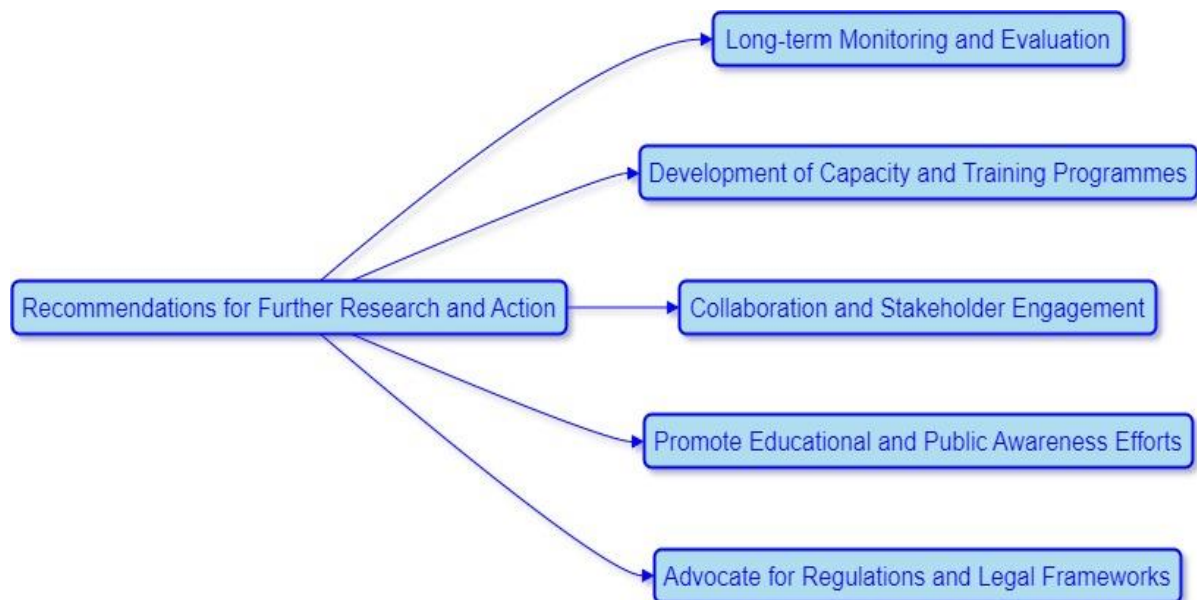 Long-term Monitoring and Evaluation
Development of Capacity and Training Programmes
Recommendations for Further Research and Action
Collaboration and Stakeholder Engagement
Promote Educational and Public Awareness Efforts
Advocate for Regulations and Legal Frameworks